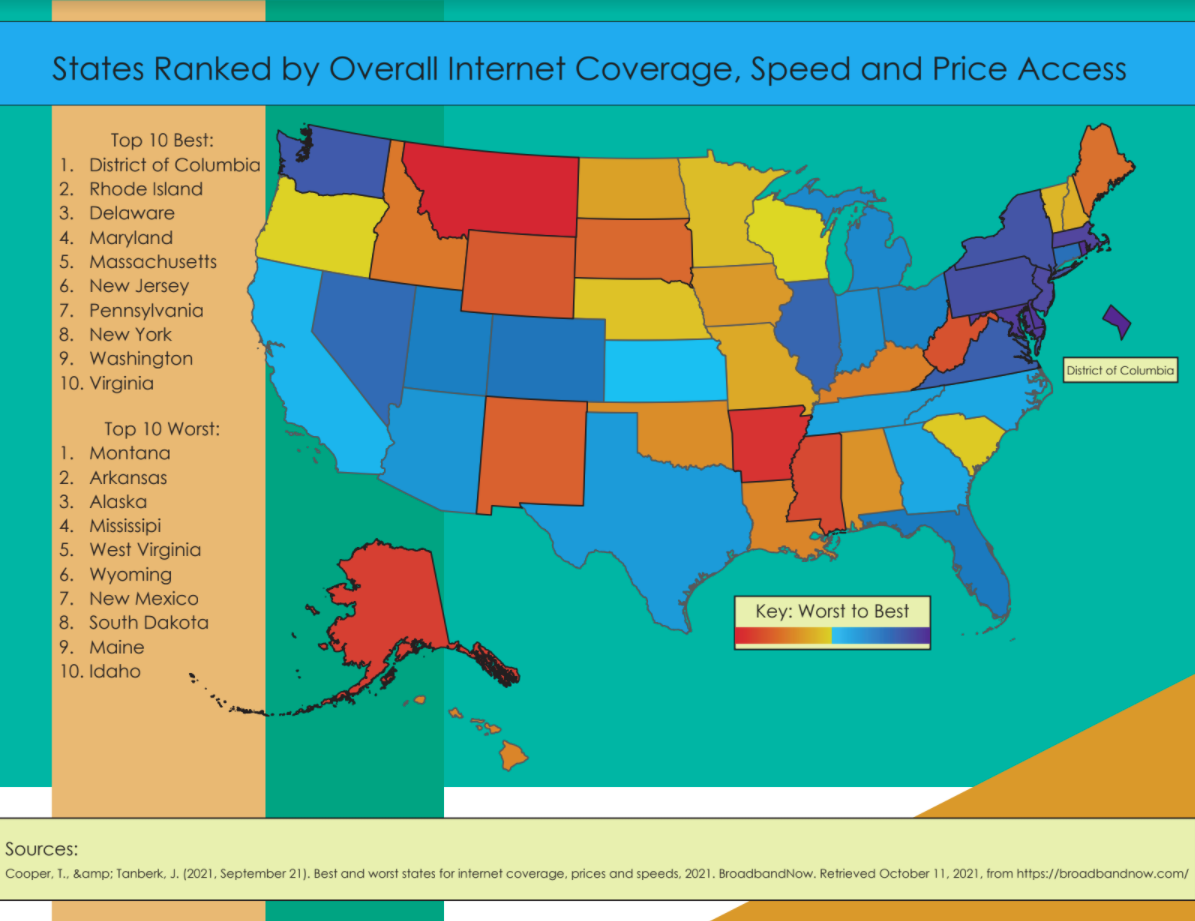 States Ranked by Overall Internet Coverage, Speed and Price Access
Top 10 Best:
1. District of Columbia
2. Rhode Island
3. Delaware
4. Maryland
5. Massachusetts
6. New Jersey
7. Pennsylvania
8. New York
9. Washington
10. Virginia
Top 10 Worst:
1. Montana
2. Arkansas
3. Alaska
4. Mississipi
5. West Virginia
6. Wyoming
7. New Mexico
8. South Dakota
9. Maine
10. Idaho
District of Columbia
Key: Worst to Best
Sources:
Cooper, T., &amp; Tanberk, J. (2021, September 21). Best and worst states for internet coverage, prices and speeds, 2021. BroadbandNow. Retrieved October 11, 2021, from https://broadbandnow.com/